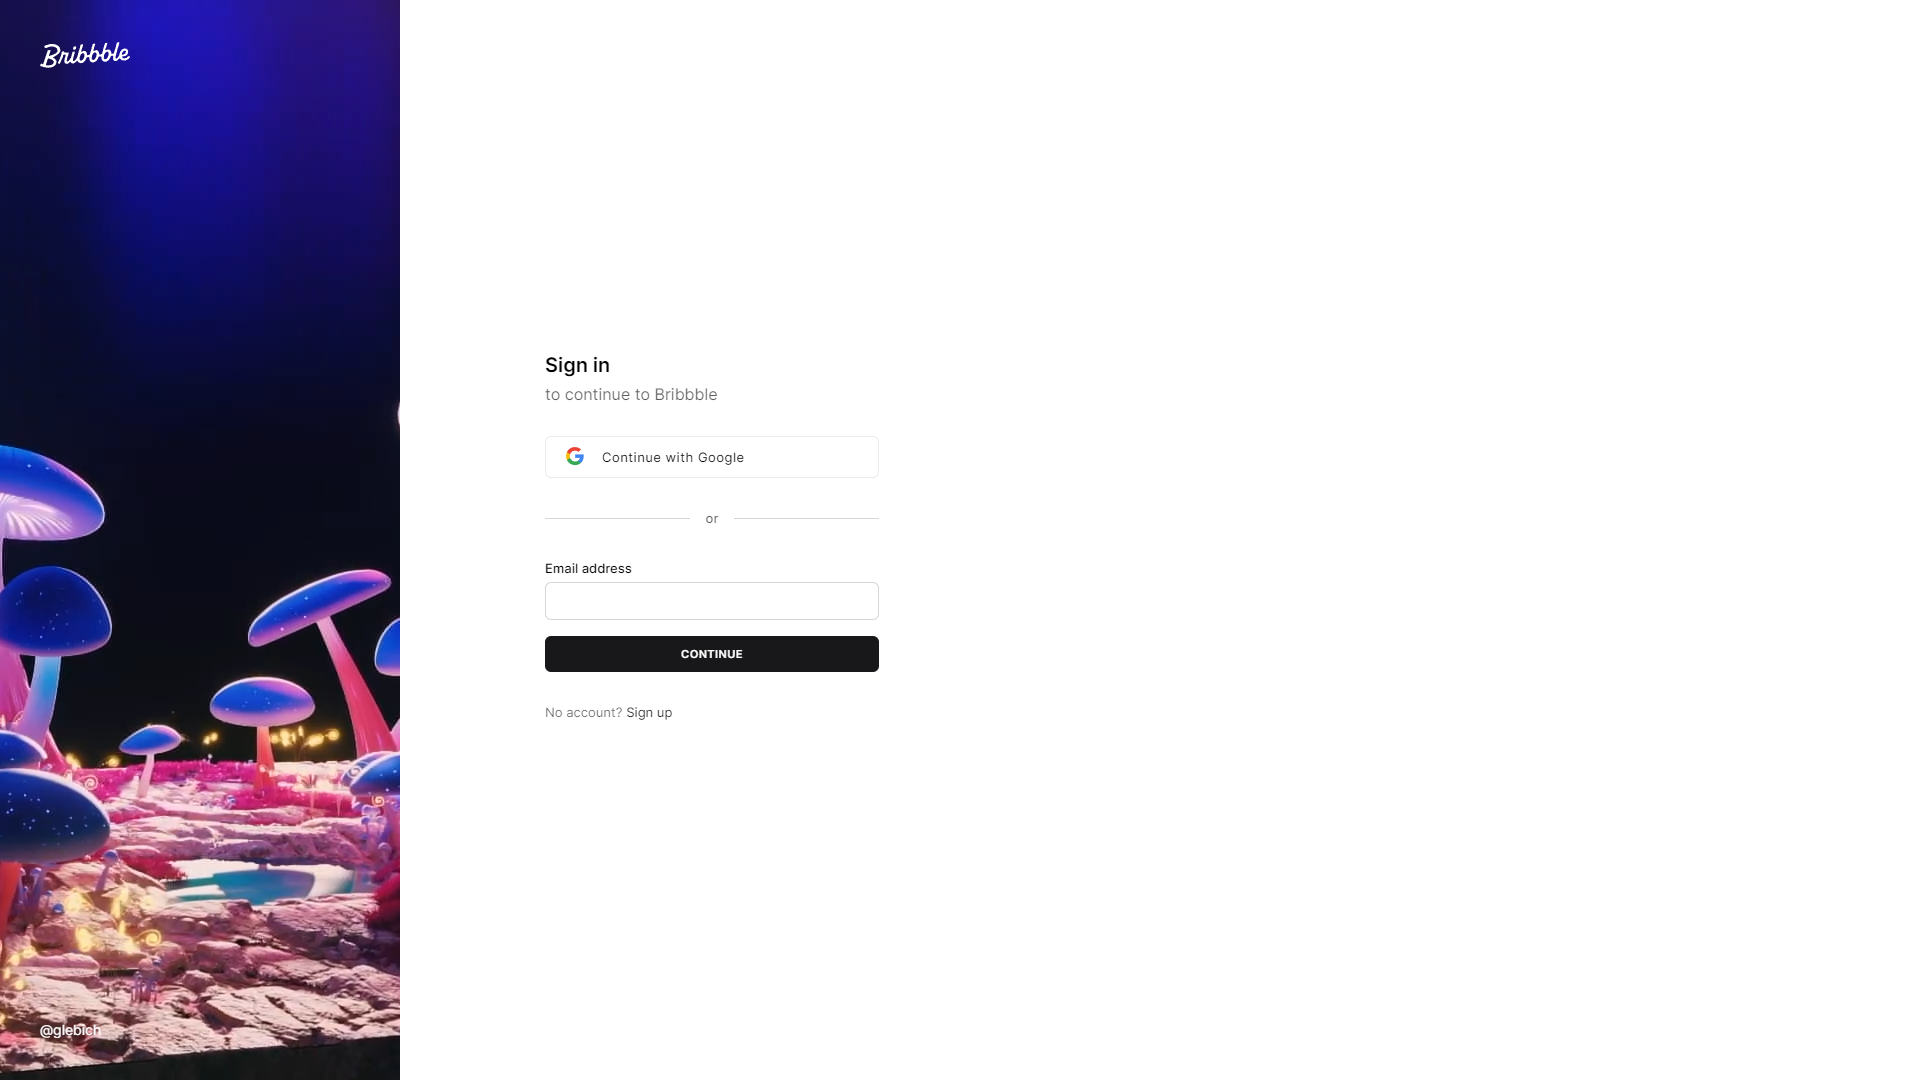 Bribbble
Sign in
to continue to Bribbble
Continue with Google
or
Email address
CONTINUE
No account? Sign up
@glebich